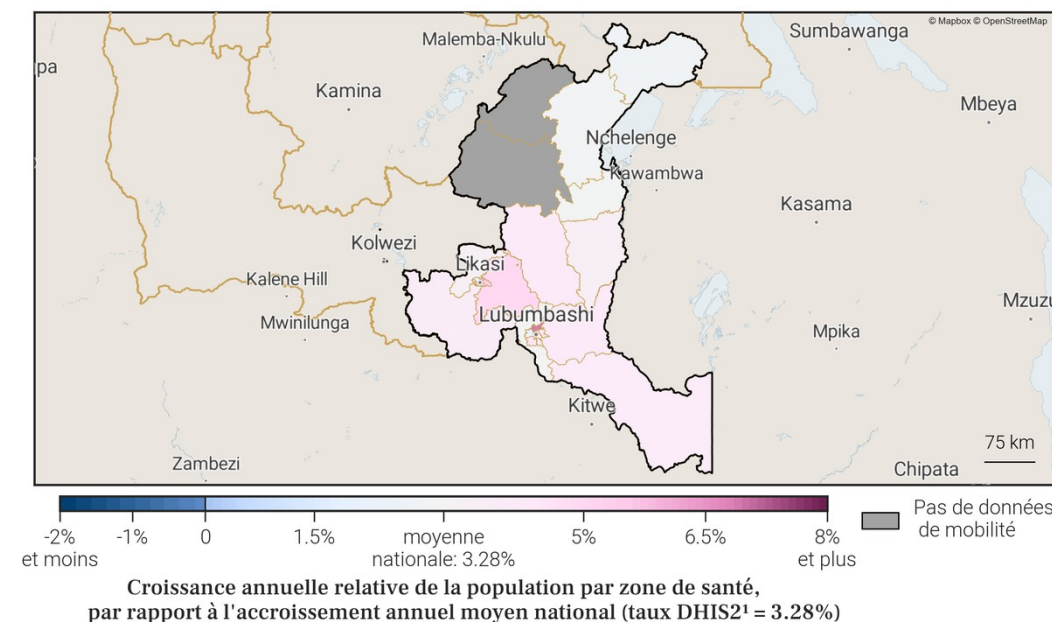 © Mapbox © OpenStreetMap
Sumbawanga
Malemba-Nkulu
pa
Kamina
Mbeya
Nchelenge
Kawambwa
Kasama
Kolwezi
Likasi
Kalene Hill
Mzuzu
Lubumbashi
Mwinilunga
Mpika
Kitwe
75 km
Zambezi
Chipata
-2%
et moins
-1%
0
1.5%
moyenne
nationale: 3.28%
5%
6.5%
8%
et plus
Pas de données
de mobilité
Croissance annuelle relative de la population par zone de santé,
par rapport à l'accroissement annuel moyen national (taux DHIS2¹ = 3.28%)